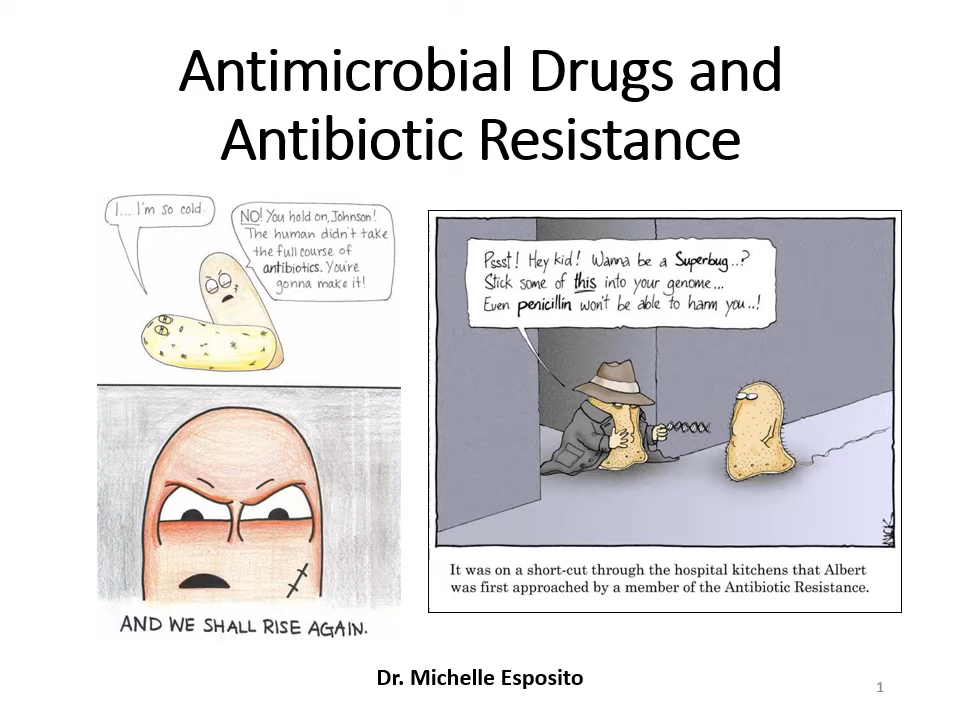 Antimicrobial Drugs and
Antibiotic Resistance
I... I'm so cold.
NO! You hold on, Johnson!
The human didn't take
the full course of
antibiotics. You're
gonna make it!
AND WE SHALL RISE AGAIN.
Pssst! Hey kid! Wanna be a Superbug..?
Stick some of this into your genome...
Even penicillin won't be able to harm you..!
NICK
It was on a short-cut through the hospital kitchens that Albert
was first approached by a member of the Antibiotic Resistance.
Dr. Michelle Esposito
1